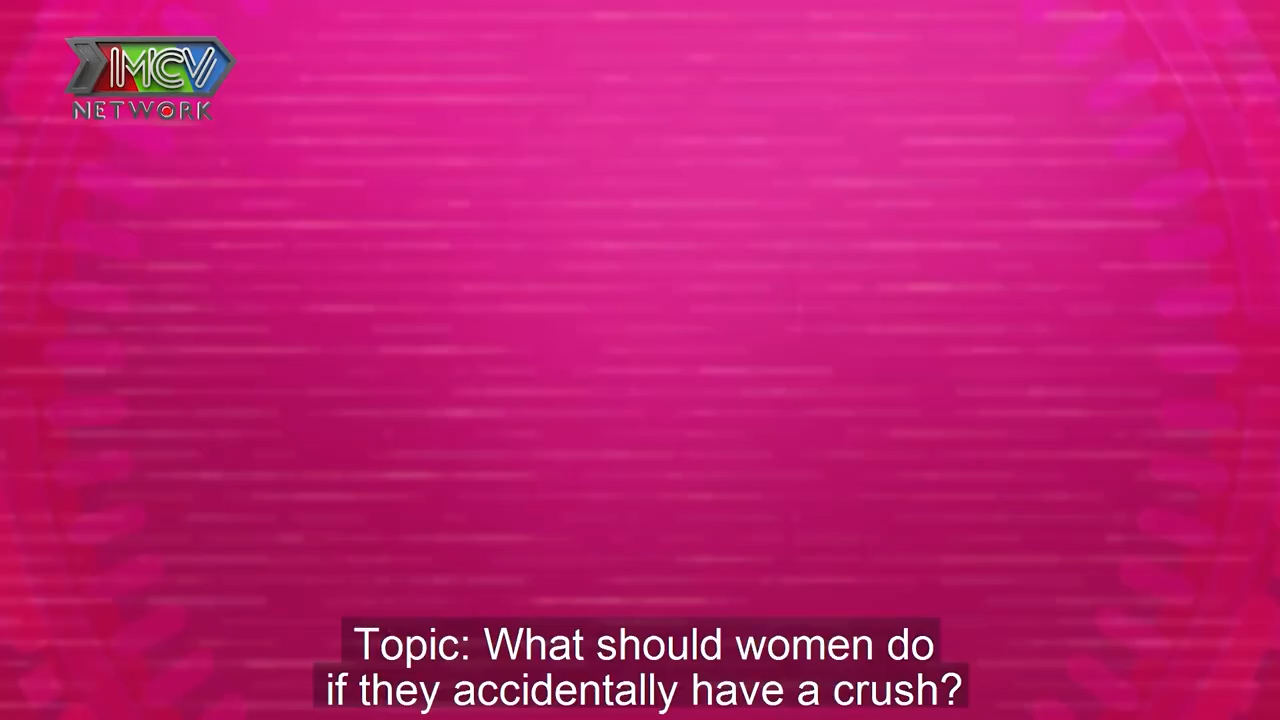 MCV
NETWORK
Topic: What should women do
if they accidentally have a crush?